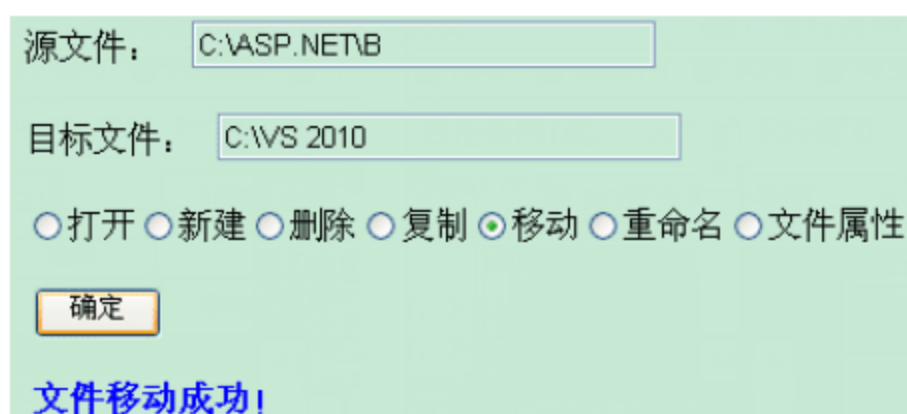 源文件： C:\ASP.NET\B
目标文件： C:\VS 2010
打开 新建 删除 复制 移动 重命名 文件属性
确定
文件移动成功!